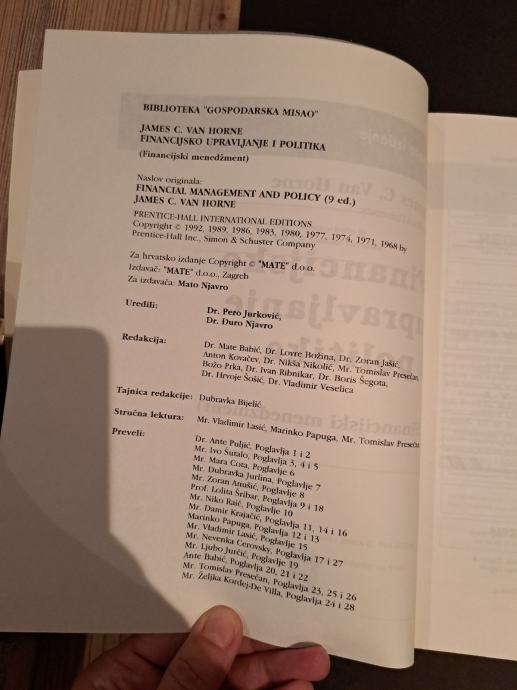 BIBLIOTEKA "GOSPODARSKA MISAO"
JAMES C. VAN HORNE
FINANCIJSKO UPRAVLJANJE I POLITIKA
(Financijski menedžment)
Naslov originala:
FINANCIAL MANAGEMENT AND POLICY (9 ed.)
JAMES C. VAN HORNE
PRENTICE-HALL INTERNATIONAL EDITIONS
Copyright © 1992, 1989, 1986, 1983, 1980, 1977, 1974, 1971, 1968 by
Prentice-Hall Inc., Simon & Schuster Company
Za hrvatsko izdanje Copyright © "MATE" d.o.o.
Izdavač: "MATE" d.o.o., Zagreb
Za izdavača: Mato Njavro
Uredili: Dr. Pero Jurković,
Dr. Đuro Njavro
Redakcija: Dr. Mate Babić, Dr. Lovre Božina, Dr. Zoran Jašić,
Anton Kovačev, Dr. Nikša Nikolić, Mr. Tomislav Presečan,
Božo Prka, Dr. Ivan Ribnikar, Dr. Boris Šegota,
Dr. Hrvoje Šošić, Dr. Vladimir Veselica
Tajnica redakcije: Dubravka Bijelić
Stručna lektura: Mr. Vladimir Lasić, Marinko Papuga, Mr. Tomislav Presečan
Preveli: Dr. Ante Puljić, Poglavlja 1 i 2
Mr. Ivo Šutalo, Poglavlja 3, 4 i 5
Mr. Mara Cota, Poglavlje 6
Mr. Dubravka Jurlina, Poglavlje 7
Mr. Zoran Anušić, Poglavlje 8
Prof. Lolita Šribar, Poglavlja 9 i 18
Mr. Niko Raič, Poglavlje 10
Mr. Damir Krajačić, Poglavlja 11, 14 i 16
Marinko Papuga, Poglavlja 12 i 13
Mr. Vladimir Lasić, Poglavlje 15
Mr. Nevenka Cerovsky, Poglavlja 17 i 27
Mr. Ljubo Jurčić, Poglavlje 19
Ante Babić, Poglavlja 20, 21 i 22
Mr. Tomislav Presečan, Poglavlja 23, 25 i 26
Mr. Željka Kordej-De Villa, Poglavlja 24 i 28